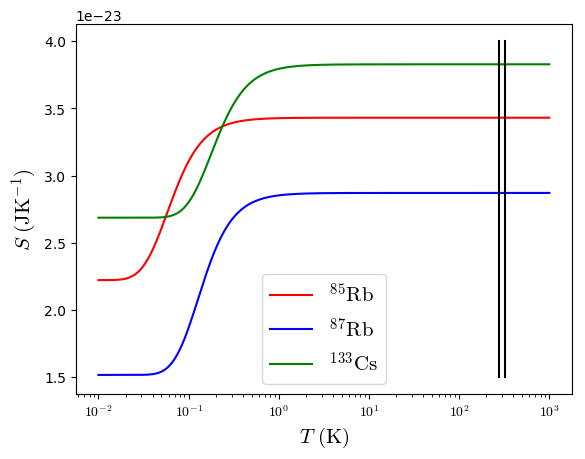 1e−23
4.0
3.5
3.0
2.5
2.0
1.5
S (JK⁻¹)
⁸⁵Rb
⁸⁷Rb
¹³³Cs
10⁻² 10⁻¹ 10⁰ 10¹ 10² 10³
T (K)